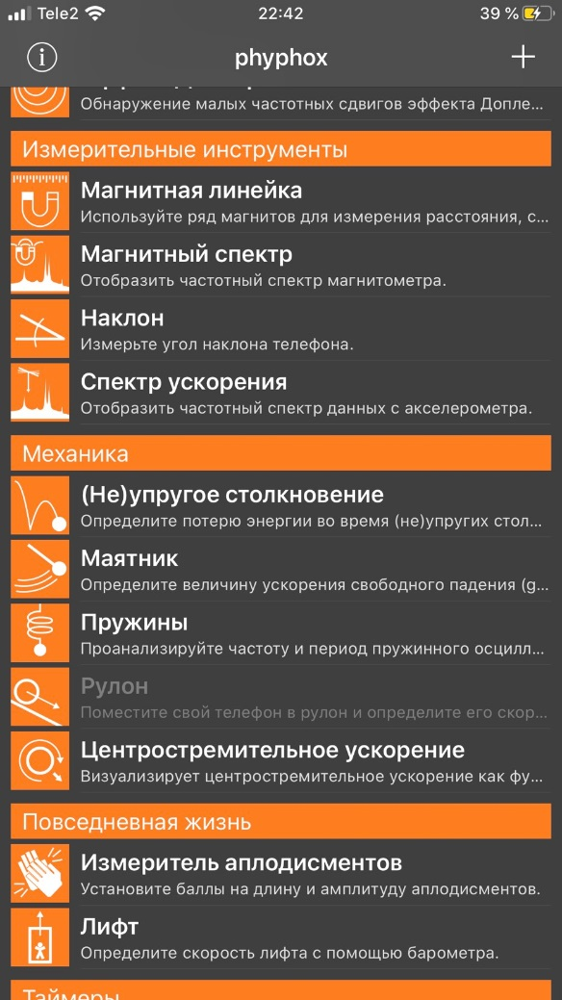 Tele2
22:42
39 %
phyphox
Обнаружение малых частотных сдвигов эффекта Допле...
Измерительные инструменты
Магнитная линейка
Используйте ряд магнитов для измерения расстояния, с...
Магнитный спектр
Отобразить частотный спектр магнитометра.
Наклон
Измерьте угол наклона телефона.
Спектр ускорения
Отобразить частотный спектр данных с акселерометра.
Механика
(Не)упругое столкновение
Определите потерю энергии во время (не)упругих стол...
Маятник
Определите величину ускорения свободного падения (g...
Пружины
Проанализируйте частоту и период пружинного осцилл...
Рулон
Поместите свой телефон в рулон и определите его скор...
Центростремительное ускорение
Визуализирует центростремительное ускорение как фу...
Повседневная жизнь
Измеритель аплодисментов
Установите баллы на длину и амплитуду аплодисментов.
Лифт
Определите скорость лифта с помощью барометра.
Таймеры